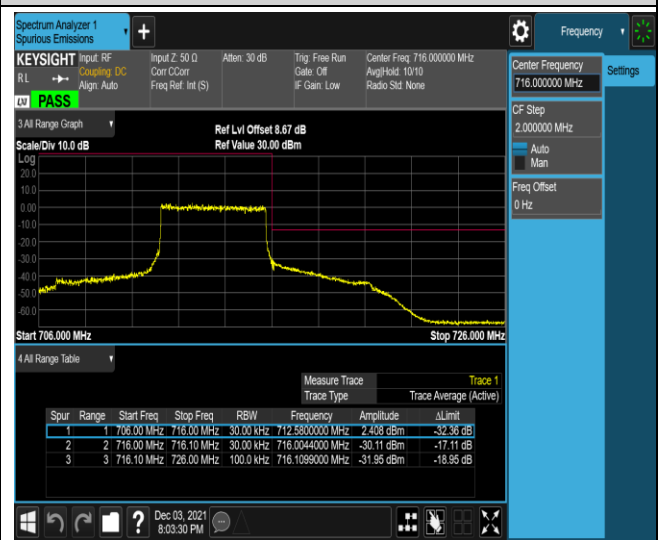 Spectrum Analyzer 1
Spurious Emissions
Frequency
KEYSIGHT
Input: RF
Coupling: DC
Align: Auto
Input Z: 50 Ω
Corr CCorr
Freq Ref: Int (S)
Atten: 30 dB
Trig: Free Run
Gate: Off
IF Gain: Low
Center Freq: 716.000000 MHz
Avg|Hold: 10/10
Radio Std: None
R L
LXI
PASS
Center Frequency
716.000000 MHz
Settings
CF Step
2.000000 MHz
Auto
Man
Freq Offset
0 Hz
3 All Range Graph
Ref Lvl Offset 8.67 dB
Scale/Div 10.0 dB
Ref Value 30.00 dBm
Log
20.0
10.0
0.00
-10.0
-20.0
-30.0
-40.0
-50.0
-60.0
Start 706.000 MHz
Stop 726.000 MHz
4 All Range Table
Measure Trace Trace 1
Trace Type Trace Average (Active)
Spur Range Start Freq Stop Freq RBW Frequency Amplitude ΔLimit
1 1 706.00 MHz 716.00 MHz 30.00 kHz 712.5800000 MHz 2.408 dBm -32.36 dB
2 2 716.00 MHz 716.10 MHz 30.00 kHz 716.0044000 MHz -30.11 dBm -17.11 dB
3 3 716.10 MHz 726.00 MHz 100.0 kHz 716.1099000 MHz -31.95 dBm -18.95 dB
Dec 03, 2021
8:03:30 PM